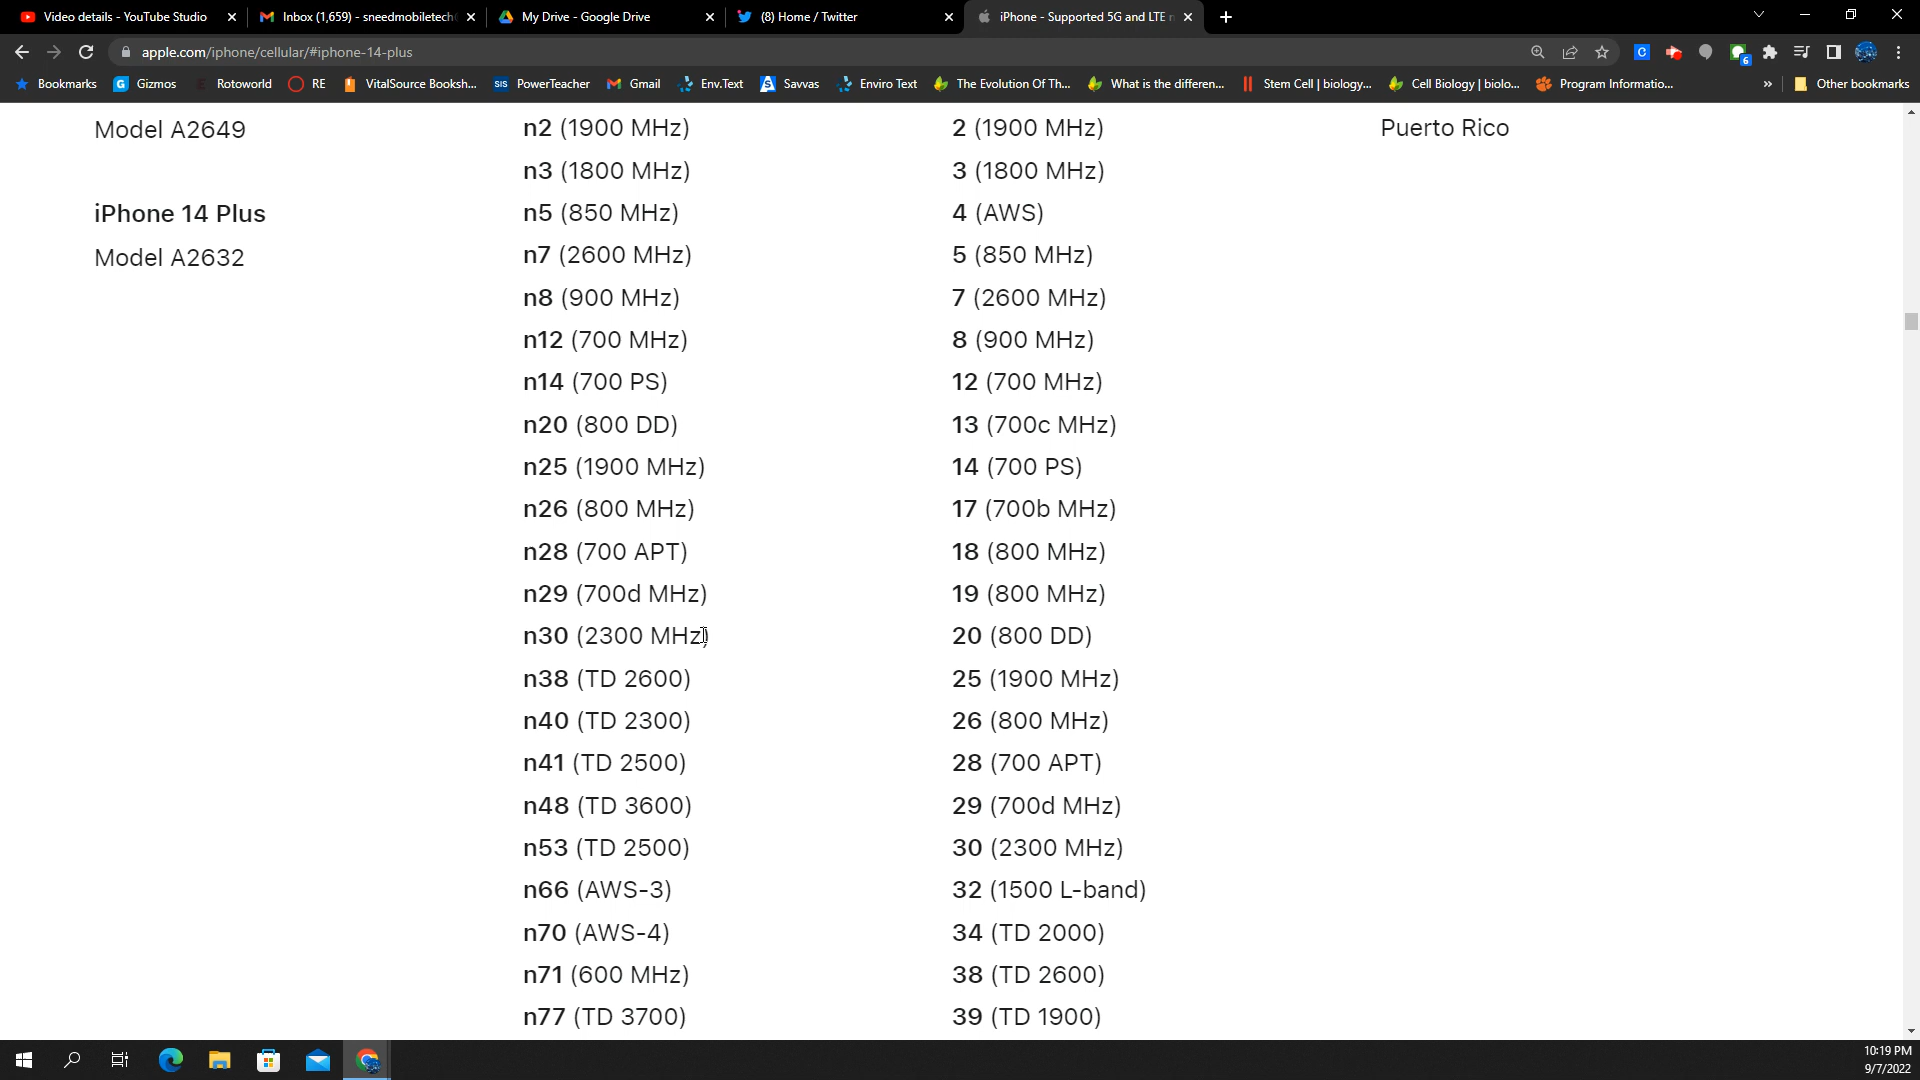 Video details - YouTube Studio
Inbox (1,659) - sneedmobiletech
My Drive - Google Drive
(8) Home / Twitter
iPhone - Supported 5G and LTE
apple.com/iphone/cellular/#iphone-14-plus
Bookmarks
Gizmos
Rotoworld
RE
VitalSource Booksh...
SIS PowerTeacher
Gmail
Env.Text
Savvas
Enviro Text
The Evolution Of Th...
What is the differen...
Stem Cell | biology...
Cell Biology | biolo...
Program Informatio...
»
Other bookmarks
Model A2649
iPhone 14 Plus
Model A2632
n2 (1900 MHz)
n3 (1800 MHz)
n5 (850 MHz)
n7 (2600 MHz)
n8 (900 MHz)
n12 (700 MHz)
n14 (700 PS)
n20 (800 DD)
n25 (1900 MHz)
n26 (800 MHz)
n28 (700 APT)
n29 (700d MHz)
n30 (2300 MHz)
n38 (TD 2600)
n40 (TD 2300)
n41 (TD 2500)
n48 (TD 3600)
n53 (TD 2500)
n66 (AWS-3)
n70 (AWS-4)
n71 (600 MHz)
n77 (TD 3700)
2 (1900 MHz)
3 (1800 MHz)
4 (AWS)
5 (850 MHz)
7 (2600 MHz)
8 (900 MHz)
12 (700 MHz)
13 (700c MHz)
14 (700 PS)
17 (700b MHz)
18 (800 MHz)
19 (800 MHz)
20 (800 DD)
25 (1900 MHz)
26 (800 MHz)
28 (700 APT)
29 (700d MHz)
30 (2300 MHz)
32 (1500 L-band)
34 (TD 2000)
38 (TD 2600)
39 (TD 1900)
Puerto Rico
10:19 PM
9/7/2022